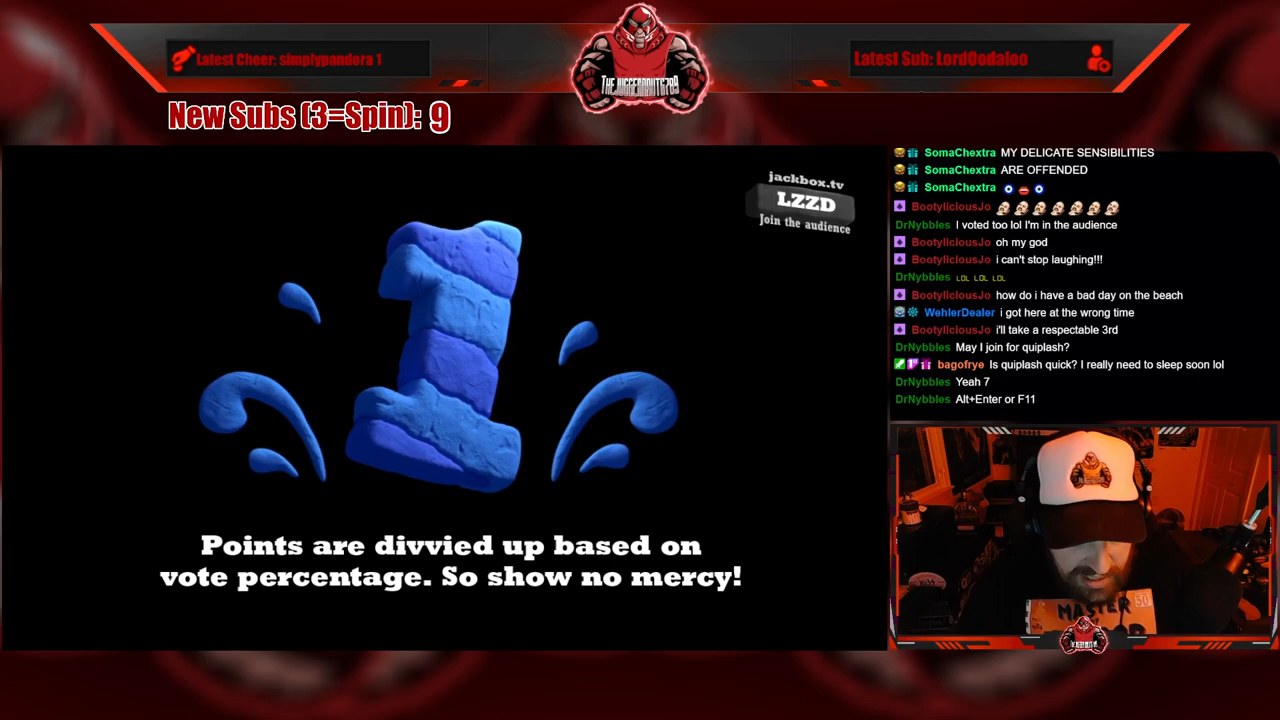 Latest Cheer: simplypandora 1
THEJUGGERNAUT6789
Latest Sub: LordOodaloo
New Subs (3=Spin): 9
jackbox.tv
LZZD
Join the audience
1
Points are divvied up based on
vote percentage. So show no mercy!
SomaChextra MY DELICATE SENSIBILITIES
SomaChextra ARE OFFENDED
SomaChextra
BootyliciousJo
DrNybbles I voted too lol I'm in the audience
BootyliciousJo oh my god
BootyliciousJo i can't stop laughing!!!
DrNybbles LOL LOL LOL
BootyliciousJo how do i have a bad day on the beach
WehlerDealer i got here at the wrong time
BootyliciousJo i'll take a respectable 3rd
DrNybbles May I join for quiplash?
bagofrye Is quiplash quick? I really need to sleep soon lol
DrNybbles Yeah 7
DrNybbles Alt+Enter or F11
MASTER
50